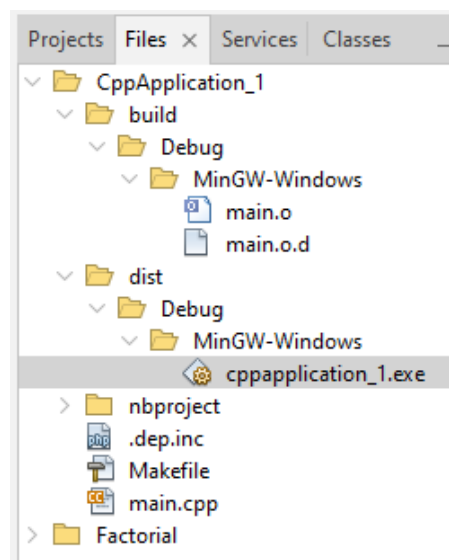 Projects Files × Services Classes
CppApplication_1
build
Debug
MinGW-Windows
main.o
main.o.d
dist
Debug
MinGW-Windows
cppapplication_1.exe
nbproject
.dep.inc
Makefile
main.cpp
Factorial